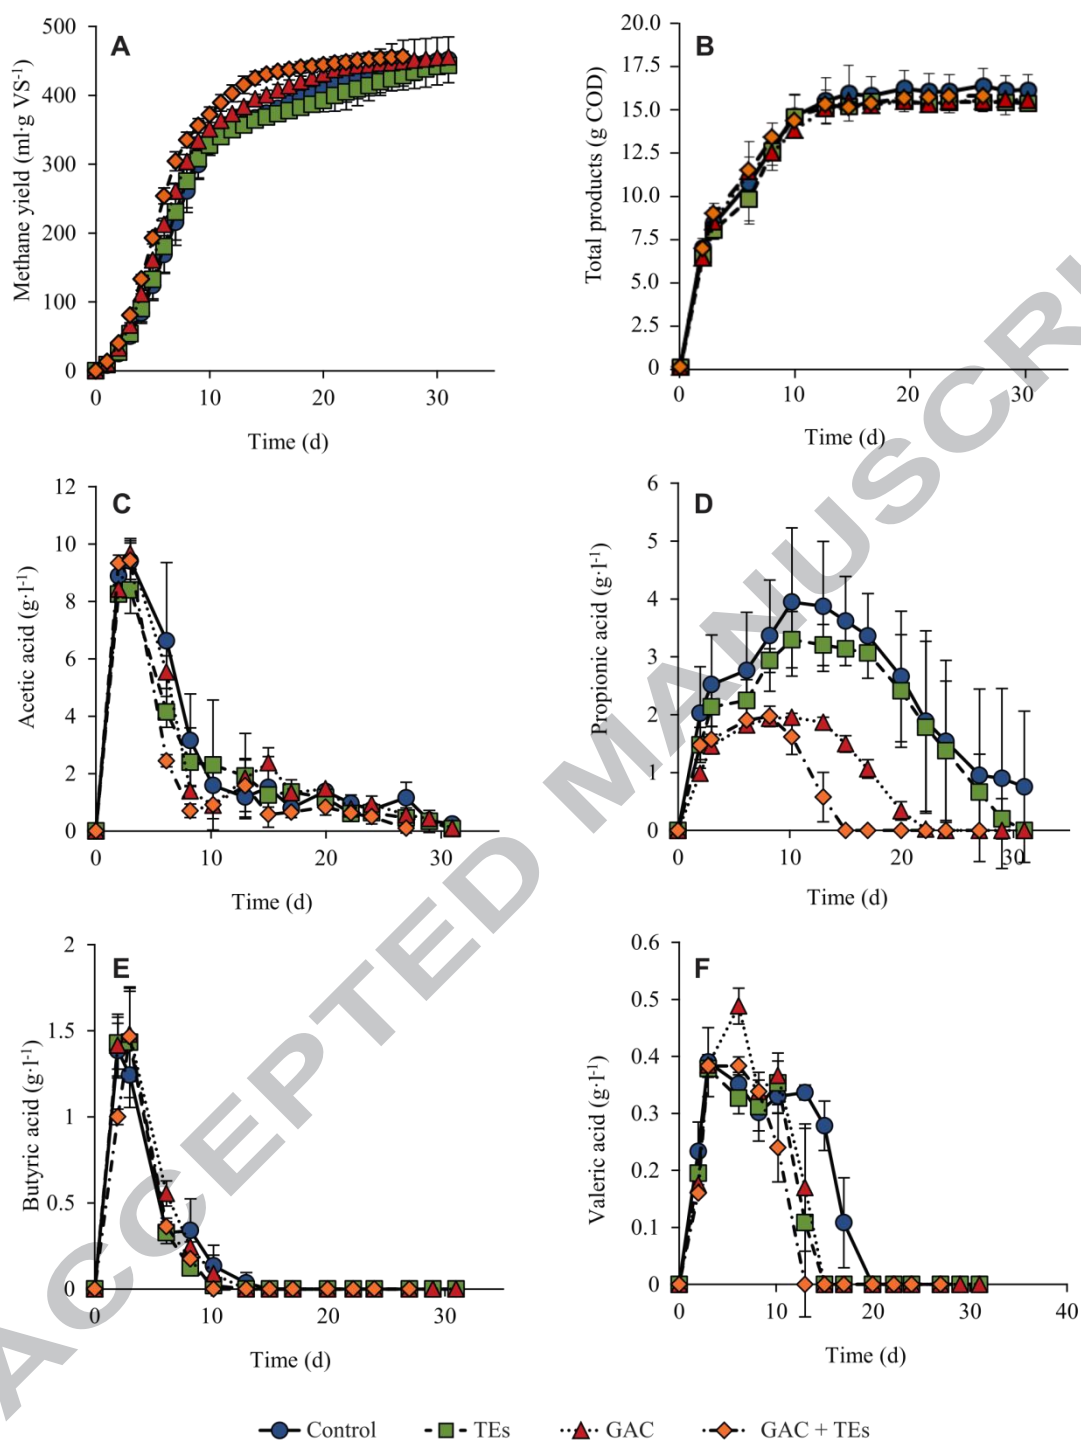 A
Methane yield (ml·g VS⁻¹)
500
400
300
200
100
0
0 10 20 30
Time (d)
B
Total products (g COD)
20.0
17.5
15.0
12.5
10.0
7.5
5.0
2.5
0
0 10 20 30
Time (d)
C
Acetic acid (g·l⁻¹)
12
10
8
6
4
2
0
0 10 20 30
Time (d)
D
Propionic acid (g·l⁻¹)
6
5
4
3
2
1
0
0 10 20 30
Time (d)
E
Butyric acid (g·l⁻¹)
2
1.5
1
0.5
0
0 10 20 30
Time (d)
F
Valeric acid (g·l⁻¹)
0.6
0.5
0.4
0.3
0.2
0.1
0
0 10 20 30 40
Time (d)
Control TEs GAC GAC + TEs
ACCEPTED MANUSCRI